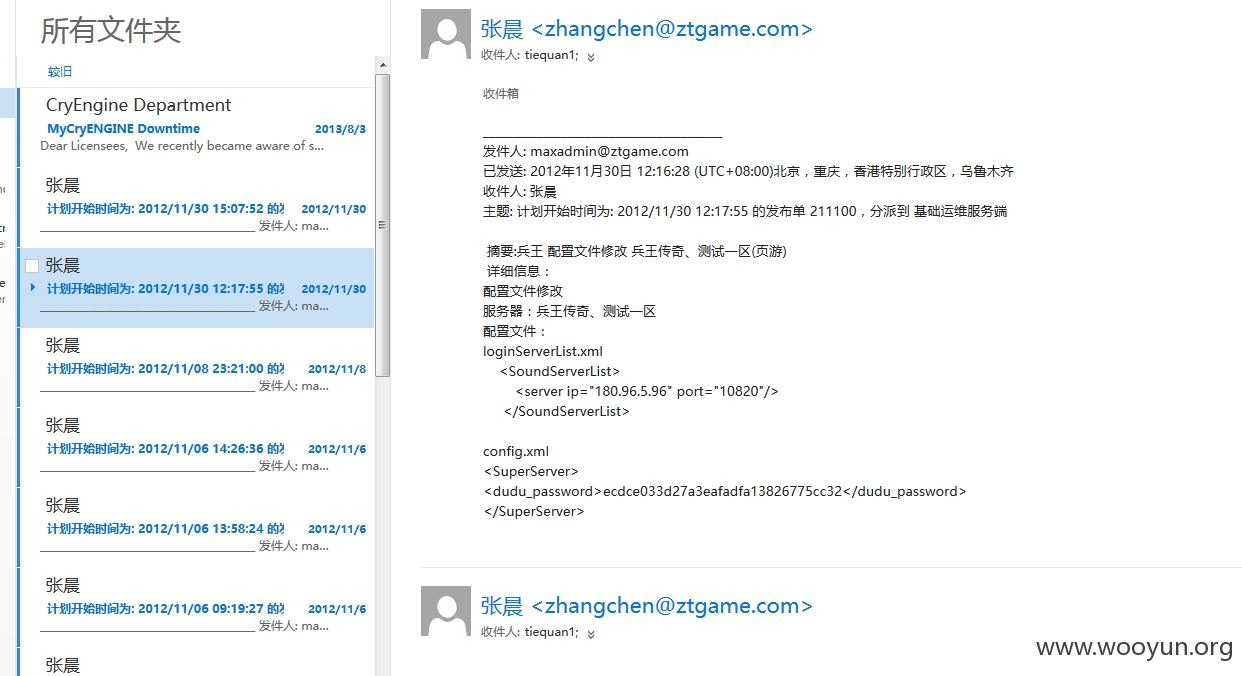 所有文件夹
较旧
CryEngine Department
MyCryENGINE Downtime 2013/8/3
Dear Licensees, We recently became aware of s...
张晨
计划开始时间为: 2012/11/30 15:07:52 的 2012/11/30
发件人: ma...
张晨
计划开始时间为: 2012/11/30 12:17:55 的 2012/11/30
发件人: ma...
张晨
计划开始时间为: 2012/11/08 23:21:00 的 2012/11/8
发件人: ma...
张晨
计划开始时间为: 2012/11/06 14:26:36 的 2012/11/6
发件人: ma...
张晨
计划开始时间为: 2012/11/06 13:58:24 的 2012/11/6
发件人: ma...
张晨
计划开始时间为: 2012/11/06 09:19:27 的 2012/11/6
发件人: ma...
张晨
张晨 <zhangchen@ztgame.com>
收件人: tiequan1;
收件箱
发件人: maxadmin@ztgame.com
已发送: 2012年11月30日 12:16:28 (UTC+08:00)北京，重庆，香港特别行政区，乌鲁木齐
收件人: 张晨
主题: 计划开始时间为: 2012/11/30 12:17:55 的发布单 211100，分派到 基础运维服务端
摘要:兵王 配置文件修改 兵王传奇、测试一区(页游)
详细信息：
配置文件修改
服务器：兵王传奇、测试一区
配置文件：
loginServerList.xml
<SoundServerList>
<server ip="180.96.5.96" port="10820"/>
</SoundServerList>
config.xml
<SuperServer>
<dudu_password>ecdce033d27a3eafadfa13826775cc32</dudu_password>
</SuperServer>
张晨 <zhangchen@ztgame.com>
收件人: tiequan1;
www.wooyun.org